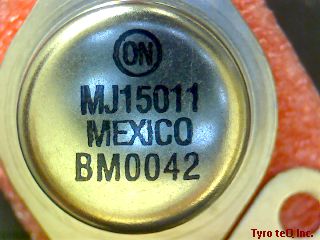 ON
MJ15011
MEXICO
BM0042
Tyro teQ Inc.